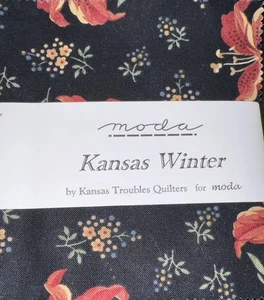 moda
Kansas Winter
by Kansas Troubles Quilters for moda